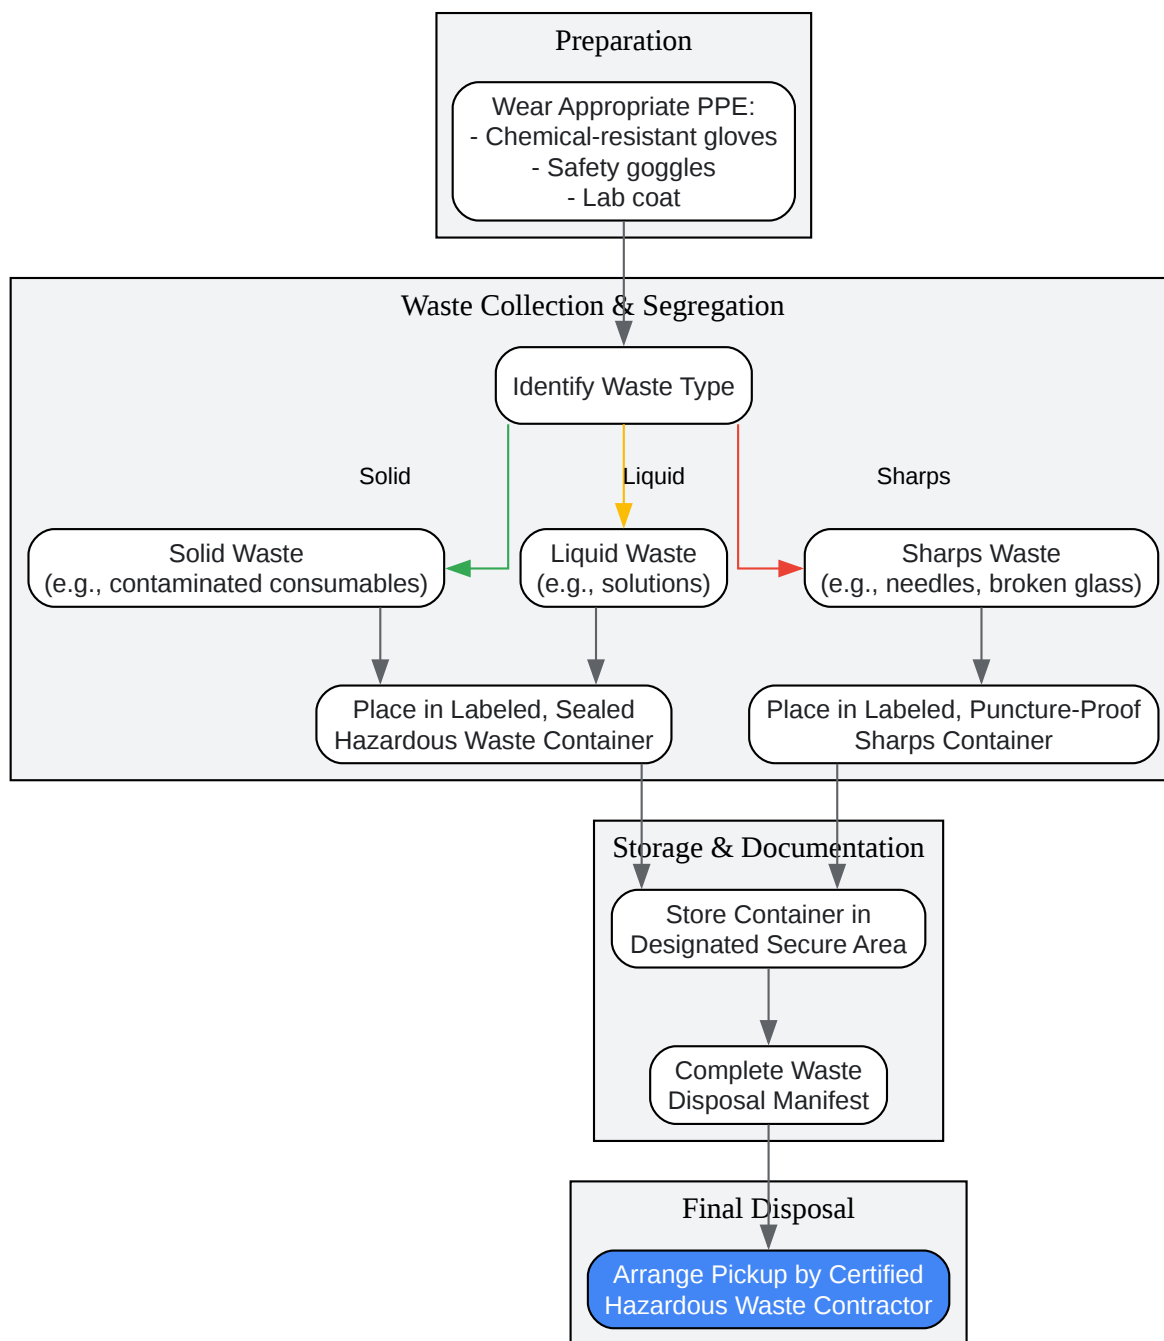 Preparation
Wear Appropriate PPE:
- Chemical-resistant gloves
- Safety goggles
- Lab coat
Waste Collection & Segregation
Identify Waste Type
Solid
Liquid
Sharps
Solid Waste
(e.g., contaminated consumables)
Liquid Waste
(e.g., solutions)
Sharps Waste
(e.g., needles, broken glass)
Place in Labeled, Sealed
Hazardous Waste Container
Place in Labeled, Puncture-Proof
Sharps Container
Storage & Documentation
Store Container in
Designated Secure Area
Complete Waste
Disposal Manifest
Final Disposal
Arrange Pickup by Certified
Hazardous Waste Contractor